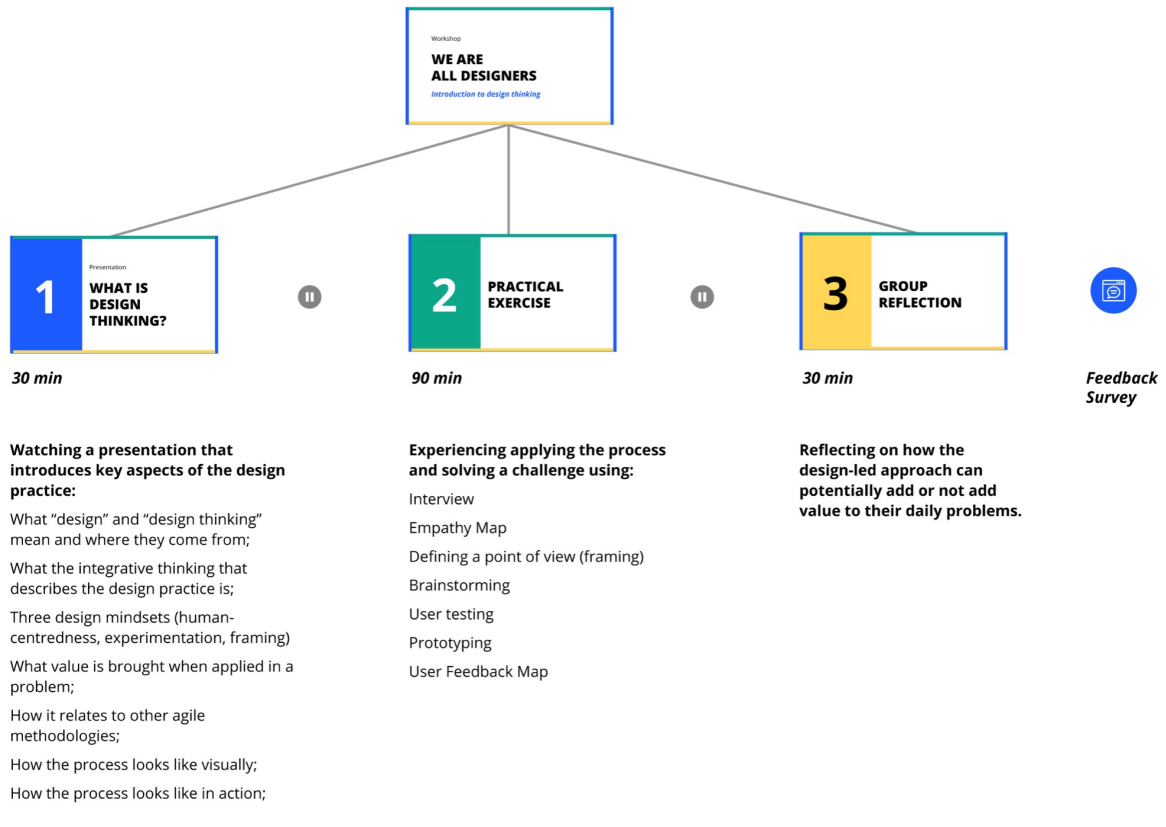 Workshop
WE ARE
ALL DESIGNERS
Introduction to design thinking
1
Presentation
WHAT IS
DESIGN
THINKING?
2
PRACTICAL
EXERCISE
3
GROUP
REFLECTION
30 min
90 min
30 min
Feedback
Survey
Watching a presentation that
introduces key aspects of the design
practice:
What “design” and “design thinking”
mean and where they come from;
What the integrative thinking that
describes the design practice is;
Three design mindsets (human-
centredness, experimentation, framing)
What value is brought when applied in a
problem;
How it relates to other agile
methodologies;
How the process looks like visually;
How the process looks like in action;
Experiencing applying the process
and solving a challenge using:
Interview
Empathy Map
Defining a point of view (framing)
Brainstorming
User testing
Prototyping
User Feedback Map
Reflecting on how the
design-led approach can
potentially add or not add
value to their daily problems.